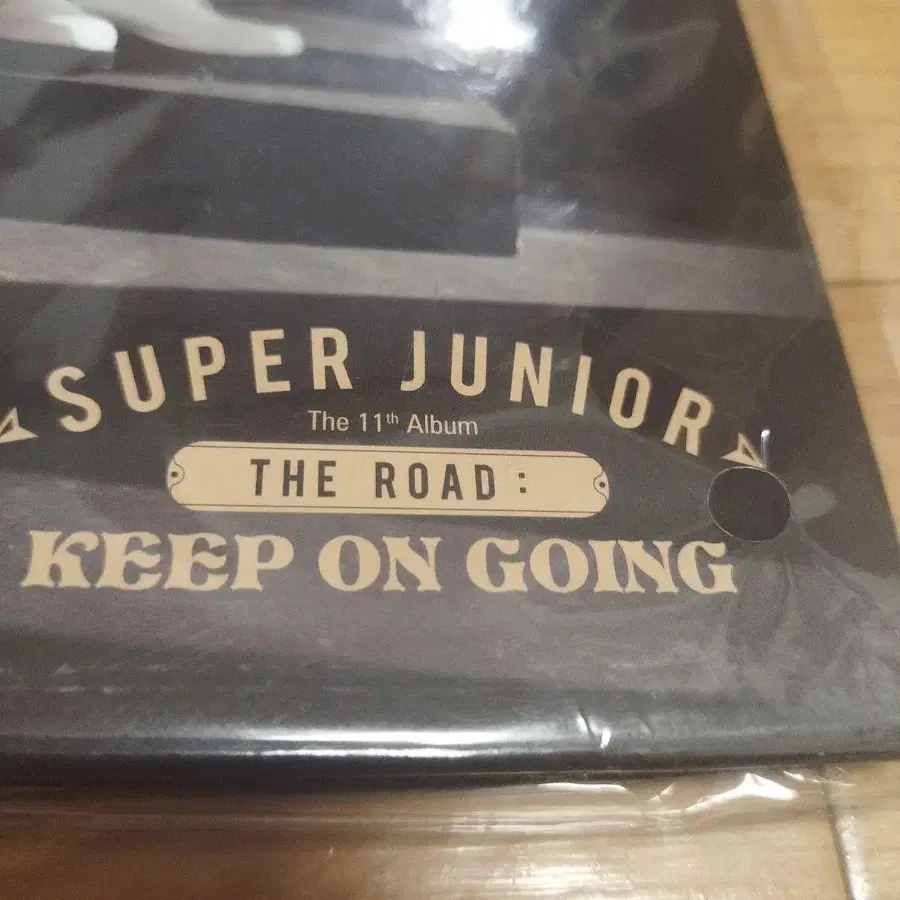 SUPER JUNIOR
The 11th Album
THE ROAD:
KEEP ON GOING